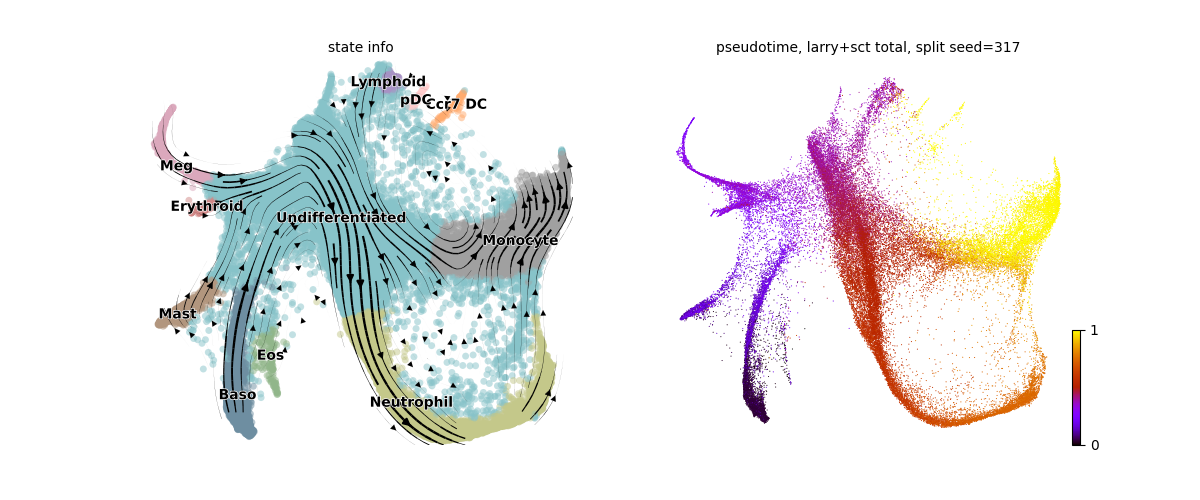 state info
pseudotime, larry+sct total, split seed=317
Lymphoid
pDC
Ccr7 DC
Meg
Erythroid
Undifferentiated
Monocyte
Mast
Eos
Baso
Neutrophil
1
0